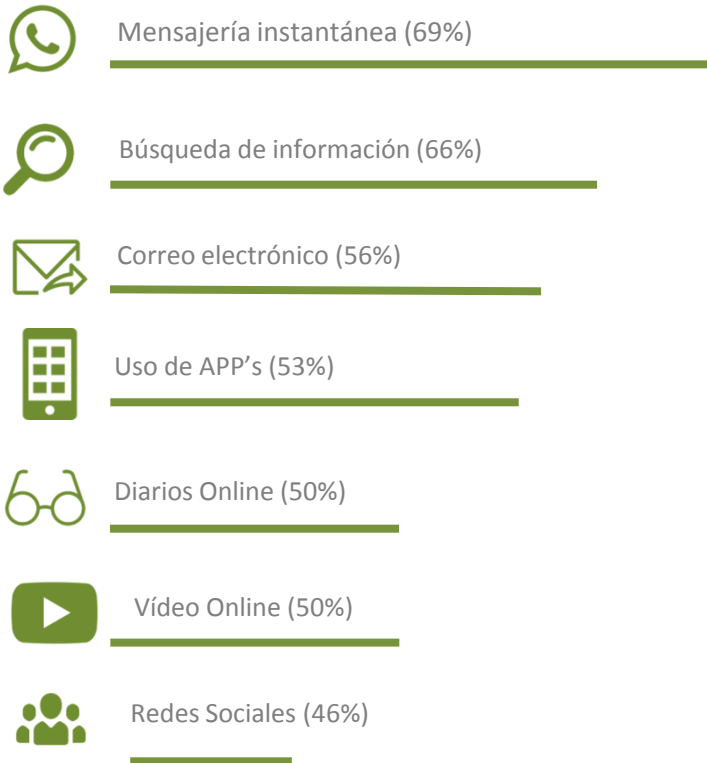 Mensajería instantánea (69%)
Búsqueda de información (66%)
Correo electrónico (56%)
Uso de APP’s (53%)
Diarios Online (50%)
Vídeo Online (50%)
Redes Sociales (46%)